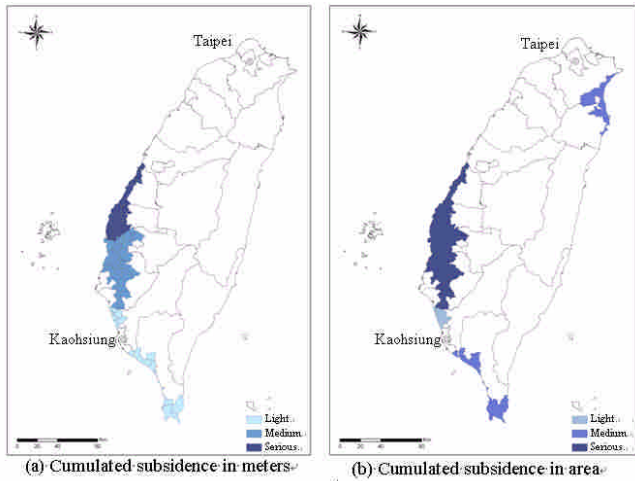 Taipei
Kaohsiung
Light
Medium
Serious
(a) Cumulated subsidence in meters
Taipei
Kaohsiung
Light
Medium
Serious
(b) Cumulated subsidence in area